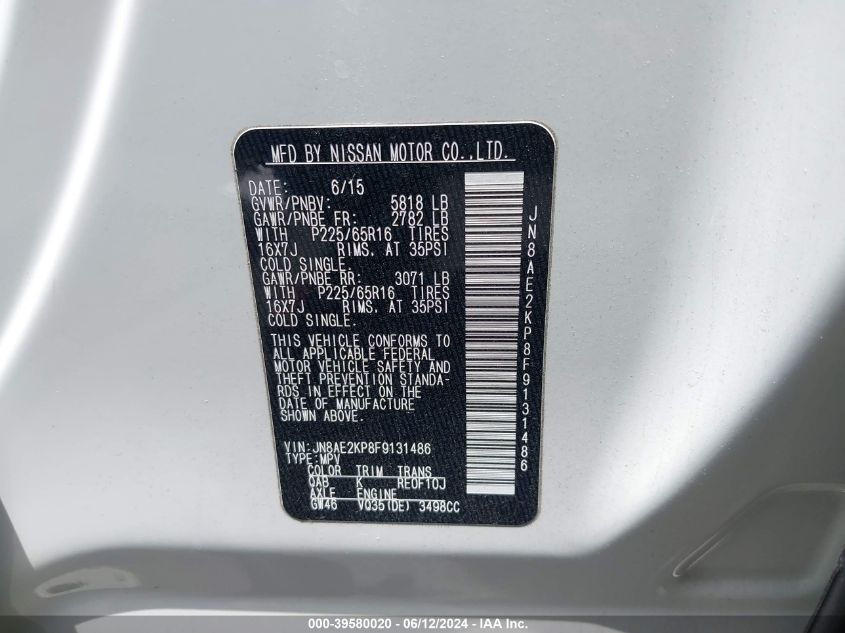 MFD BY NISSAN MOTOR CO.,LTD.
DATE: 6/15
GVWR/PNBV: 5818 LB
GAWR/PNBE FR: 2782 LB
WITH P225/65R16 TIRES
16X7J RIMS. AT 35PSI
COLD SINGLE.
GAWR/PNBE RR: 3071 LB
WITH P225/65R16 TIRES
16X7J RIMS. AT 35PSI
COLD SINGLE.
THIS VEHICLE CONFORMS TO
ALL APPLICABLE FEDERAL
MOTOR VEHICLE SAFETY AND
THEFT PREVENTION STANDA-
RDS IN EFFECT ON THE
DATE OF MANUFACTURE
SHOWN ABOVE.
VIN:JN8AE2KP8F9131486
TYPE:MPV
COLOR TRIM TRANS
QAB K RE0F10J
AXLE ENGINE
GW46 VQ35(DE) 3498CC
JN8AE2KP8F9131486
000-39580020 - 06/12/2024 - IAA Inc.